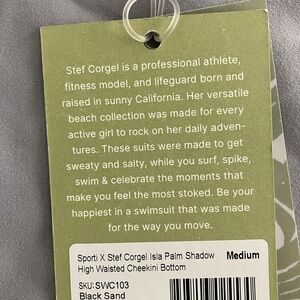 Stef Corgel is a professional athlete,
fitness model, and lifeguard born and
raised in sunny California. Her versatile
beach collection was made for every
active girl to rock on her daily adven-
tures. These suits were made to get
sweaty and salty, while you surf, spike,
swim & celebrate the moments that
make you feel the most stoked. Be your
happiest in a swimsuit that was made
for the way you move.
Sporti X Stef Corgel Isla Palm Shadow Medium
High Waisted Cheekini Bottom
SKU: SWC103
Black Sand